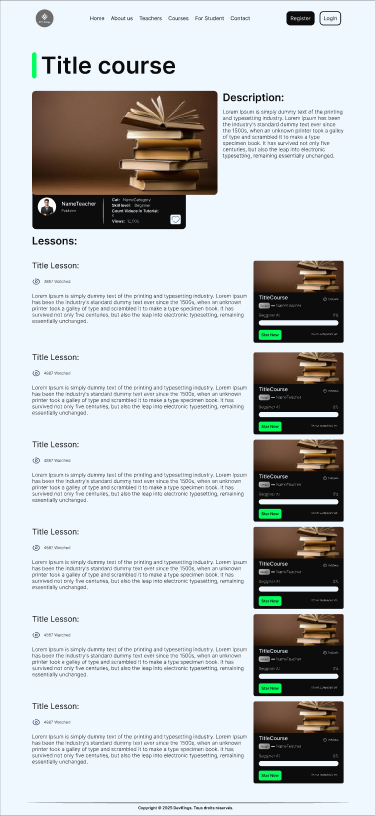 Home About us Teachers Courses For Student Contact Register Login
Title course
Description:
Lorem Ipsum is simply dummy text of the printing
and typesetting industry. Lorem Ipsum has been
the industry's standard dummy text ever since
the 1500s, when an unknown printer took a galley
of type and scrambled it to make a type
specimen book. It has survived not only five
centuries, but also the leap into electronic
typesetting, remaining essentially unchanged.
NameTeacher
Publisher
Cat: NameCategory
Skill level: Beginner
Count Videos In Tutorial:
Views:
Lessons:
Title Lesson:
4887 Watched
Lorem Ipsum is simply dummy text of the printing and typesetting industry. Lorem Ipsum
has been the industry's standard dummy text ever since the 1500s, when an unknown
printer took a galley of type and scrambled it to make a type specimen book. It has
survived not only five centuries, but also the leap into electronic typesetting, remaining
essentially unchanged.
TitleCourse
NameTeacher
Beginner A1 0%
Star Now
Title Lesson:
4887 Watched
Lorem Ipsum is simply dummy text of the printing and typesetting industry. Lorem Ipsum
has been the industry's standard dummy text ever since the 1500s, when an unknown
printer took a galley of type and scrambled it to make a type specimen book. It has
survived not only five centuries, but also the leap into electronic typesetting, remaining
essentially unchanged.
TitleCourse
NameTeacher
Beginner A1 0%
Star Now
Title Lesson:
4887 Watched
Lorem Ipsum is simply dummy text of the printing and typesetting industry. Lorem Ipsum
has been the industry's standard dummy text ever since the 1500s, when an unknown
printer took a galley of type and scrambled it to make a type specimen book. It has
survived not only five centuries, but also the leap into electronic typesetting, remaining
essentially unchanged.
TitleCourse
NameTeacher
Beginner A1 0%
Star Now
Title Lesson:
4887 Watched
Lorem Ipsum is simply dummy text of the printing and typesetting industry. Lorem Ipsum
has been the industry's standard dummy text ever since the 1500s, when an unknown
printer took a galley of type and scrambled it to make a type specimen book. It has
survived not only five centuries, but also the leap into electronic typesetting, remaining
essentially unchanged.
TitleCourse
NameTeacher
Beginner A1 0%
Star Now
Title Lesson:
4887 Watched
Lorem Ipsum is simply dummy text of the printing and typesetting industry. Lorem Ipsum
has been the industry's standard dummy text ever since the 1500s, when an unknown
printer took a galley of type and scrambled it to make a type specimen book. It has
survived not only five centuries, but also the leap into electronic typesetting, remaining
essentially unchanged.
TitleCourse
NameTeacher
Beginner A1 0%
Star Now
Title Lesson:
4887 Watched
Lorem Ipsum is simply dummy text of the printing and typesetting industry. Lorem Ipsum
has been the industry's standard dummy text ever since the 1500s, when an unknown
printer took a galley of type and scrambled it to make a type specimen book. It has
survived not only five centuries, but also the leap into electronic typesetting, remaining
essentially unchanged.
TitleCourse
NameTeacher
Beginner A1 0%
Star Now
Copyright © 2025 DevKings. Tous droits réservés.